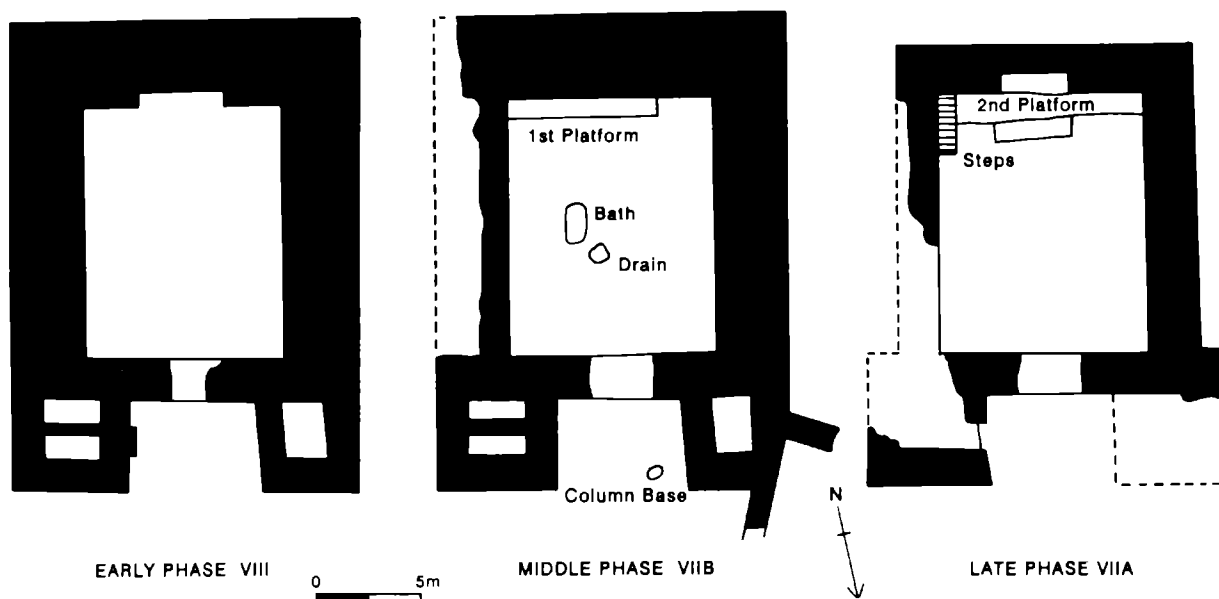 1st Platform
Bath
Drain
Column Base
2nd Platform
Steps
N
EARLY PHASE VIII
0 5m
MIDDLE PHASE VIIB
LATE PHASE VIIA